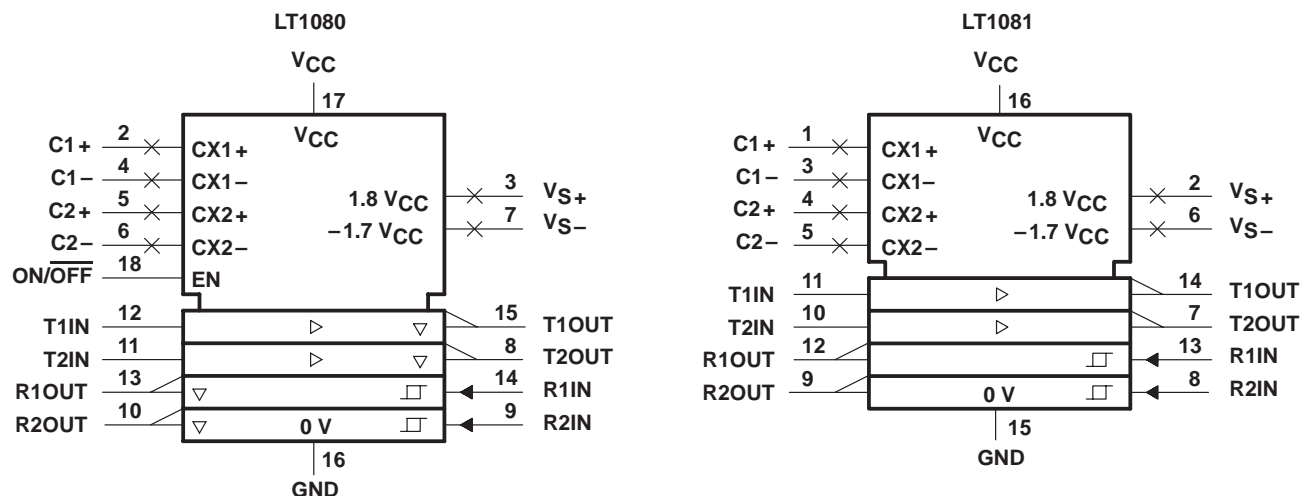 LT1080
VCC
17
VCC
C1+ 2 CX1+
C1− 4 CX1−
C2+ 5 CX2+
C2− 6 CX2−
ON/OFF 18 EN
1.8 VCC 3 VS+
−1.7 VCC 7 VS−
T1IN 12 15 T1OUT
T2IN 11 8 T2OUT
R1OUT 13 14 R1IN
R2OUT 10 0 V 9 R2IN
16
GND
LT1081
VCC
16
VCC
C1+ 1 CX1+
C1− 3 CX1−
C2+ 4 CX2+
C2− 5 CX2−
1.8 VCC 2 VS+
−1.7 VCC 6 VS−
T1IN 11 14 T1OUT
T2IN 10 7 T2OUT
R1OUT 12 13 R1IN
R2OUT 9 0 V 8 R2IN
15
GND